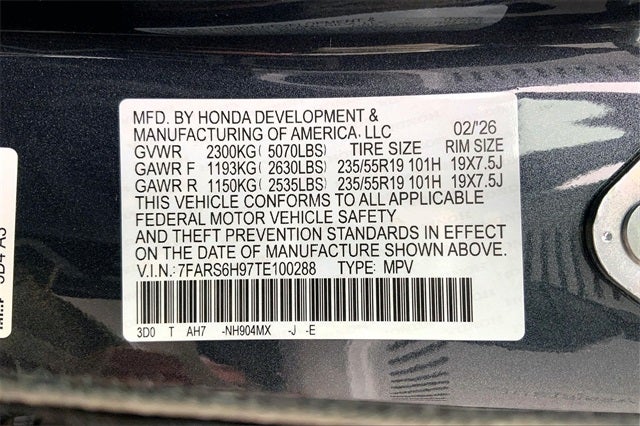 MFD. BY HONDA DEVELOPMENT &
MANUFACTURING OF AMERICA, LLC 02/'26
GVWR 2300KG( 5070LBS) TIRE SIZE RIM SIZE
GAWR F 1193KG( 2630LBS) 235/55R19 101H 19X7.5J
GAWR R 1150KG( 2535LBS) 235/55R19 101H 19X7.5J
THIS VEHICLE CONFORMS TO ALL APPLICABLE
FEDERAL MOTOR VEHICLE SAFETY
AND THEFT PREVENTION STANDARDS IN EFFECT
ON THE DATE OF MANUFACTURE SHOWN ABOVE.
V.I.N.: 7FARS6H97TE100288 TYPE: MPV
3D0 T AH7 -NH904MX -J -E